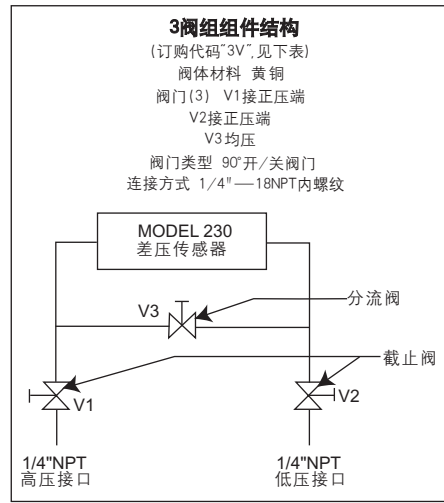 3阀组组件结构
(订购代码"3V",见下表)
阀体材料 黄铜
阀门(3) V1接正压端
V2接正压端
V3均压
阀门类型 90°开/关阀门
连接方式 1/4"—18NPT内螺纹
MODEL 230
差压传感器
V3
分流阀
截止阀
V1
V2
1/4"NPT
高压接口
1/4"NPT
低压接口